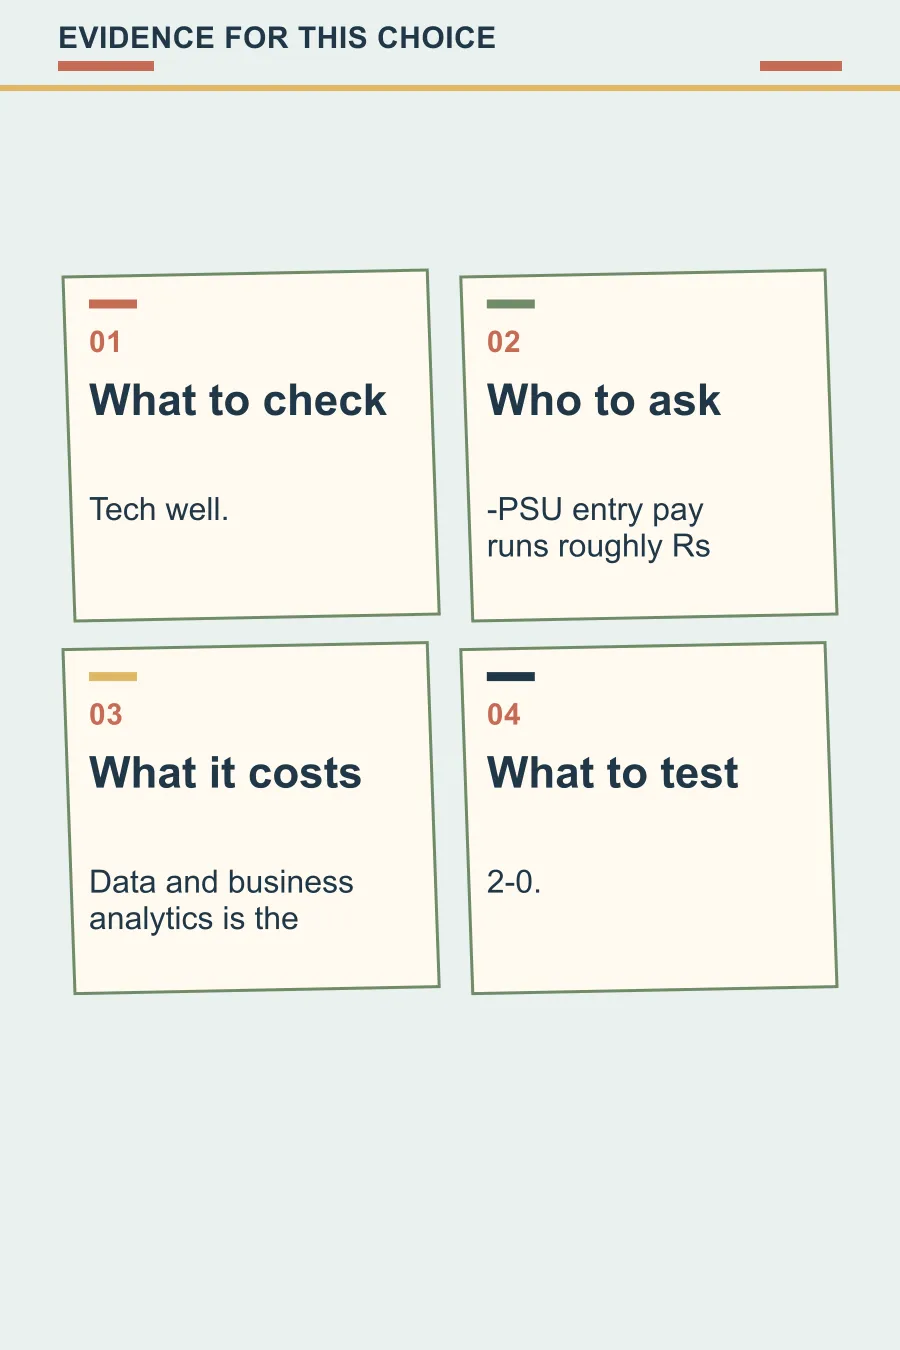 EVIDENCE FOR THIS CHOICE
01
What to check
Tech well.
02
Who to ask
-PSU entry pay
runs roughly Rs
03
What it costs
Data and business
analytics is the
04
What to test
2-0.